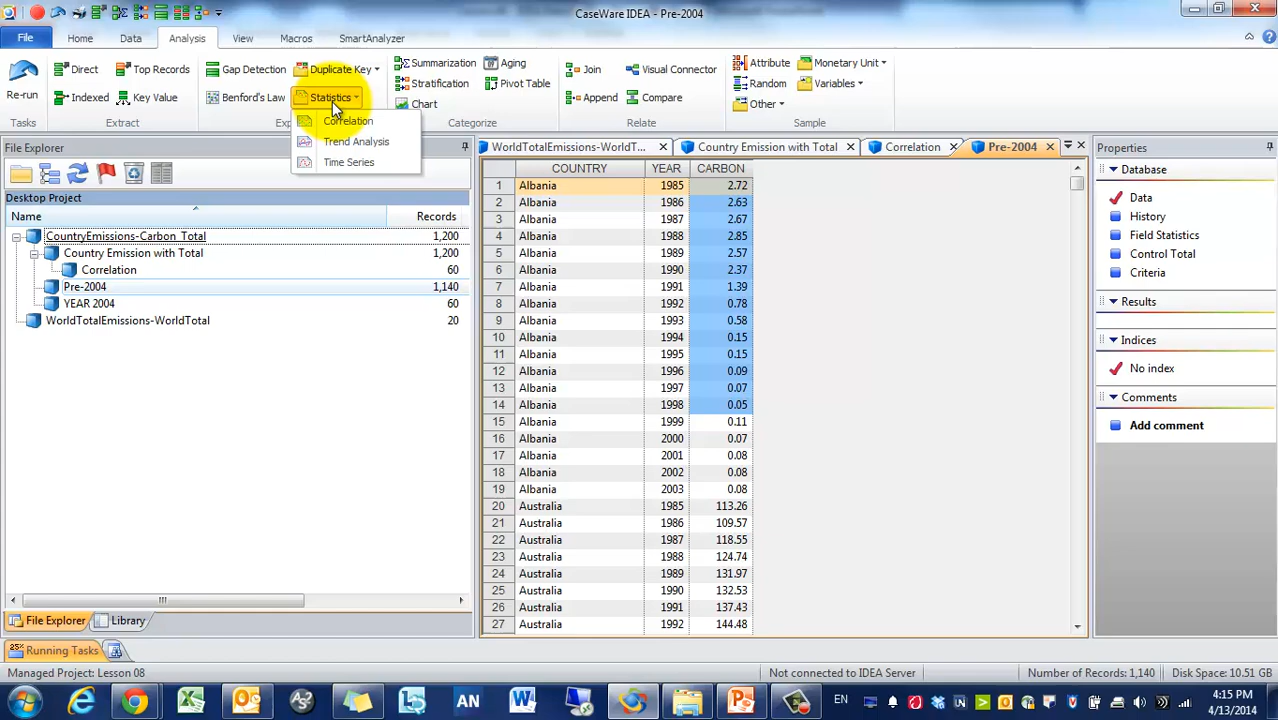 CaseWare IDEA - Pre-2004
File Home Data Analysis View Macros SmartAnalyzer
Re-run
Tasks
Direct Top Records
Indexed Key Value
Extract
Gap Detection Duplicate Key
Benford's Law Statistics
Correlation
Trend Analysis
Time Series
Summarization Aging
Stratification Pivot Table
Chart
Categorize
Join Visual Connector
Append Compare
Relate
Attribute Monetary Unit
Random Variables
Other
Sample
File Explorer
Desktop Project
Name Records
CountryEmissions-Carbon_Total 1,200
Country Emission with Total 1,200
Correlation 60
Pre-2004 1,140
YEAR 2004 60
WorldTotalEmissions-WorldTotal 20
File Explorer Library
WorldTotalEmissions-WorldT... Country Emission with Total Correlation Pre-2004
COUNTRY YEAR CARBON
1 Albania 1985 2.72
2 Albania 1986 2.63
3 Albania 1987 2.67
4 Albania 1988 2.85
5 Albania 1989 2.57
6 Albania 1990 2.37
7 Albania 1991 1.39
8 Albania 1992 0.78
9 Albania 1993 0.58
10 Albania 1994 0.15
11 Albania 1995 0.15
12 Albania 1996 0.09
13 Albania 1997 0.07
14 Albania 1998 0.05
15 Albania 1999 0.11
16 Albania 2000 0.07
17 Albania 2001 0.08
18 Albania 2002 0.08
19 Albania 2003 0.08
20 Australia 1985 113.26
21 Australia 1986 109.57
22 Australia 1987 118.55
23 Australia 1988 124.74
24 Australia 1989 131.97
25 Australia 1990 132.53
26 Australia 1991 137.43
27 Australia 1992 144.48
Properties
Database
Data
History
Field Statistics
Control Total
Criteria
Results
Indices
No index
Comments
Add comment
Running Tasks
Managed Project: Lesson 08 Not connected to IDEA Server Number of Records: 1,140 Disk Space: 10.51 GB
AN
EN
4:15 PM
4/13/2014